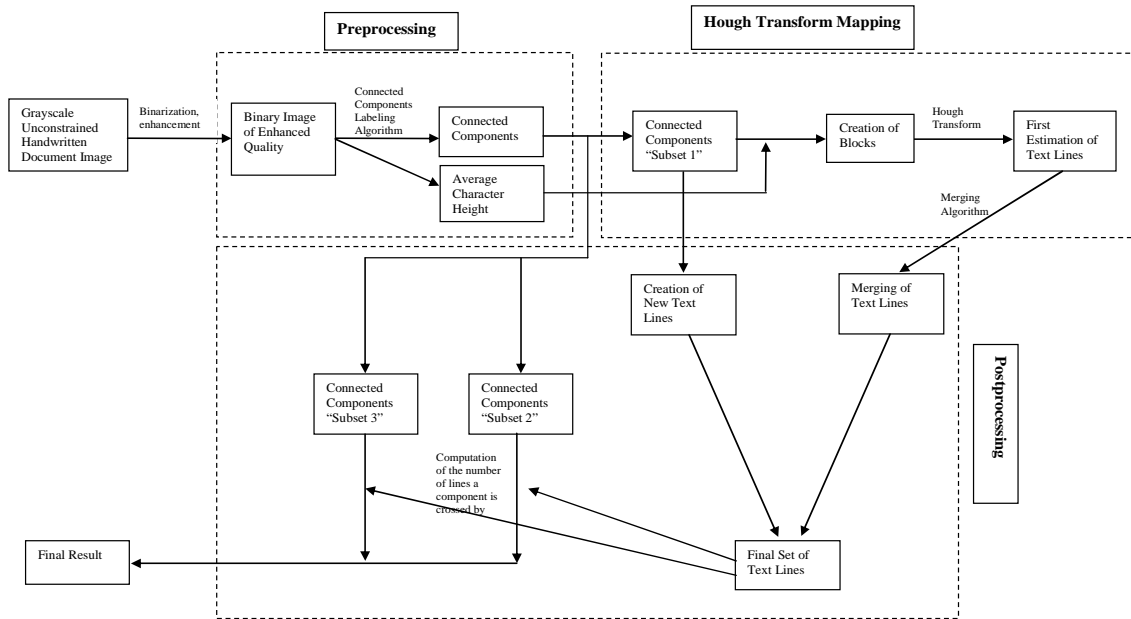 Preprocessing
Hough Transform Mapping
Grayscale
Unconstrained
Handwritten
Document Image
Binarization,
enhancement
Binary Image
of Enhanced
Quality
Connected
Components
Labeling
Algorithm
Connected
Components
Average
Character
Height
Connected
Components
“Subset 1”
Creation of
Blocks
Hough
Transform
First
Estimation of
Text Lines
Merging
Algorithm
Creation of
New Text
Lines
Merging of
Text Lines
Postprocessing
Connected
Components
“Subset 3”
Connected
Components
“Subset 2”
Computation
of the number
of lines a
component is
crossed by
Final Result
Final Set of
Text Lines